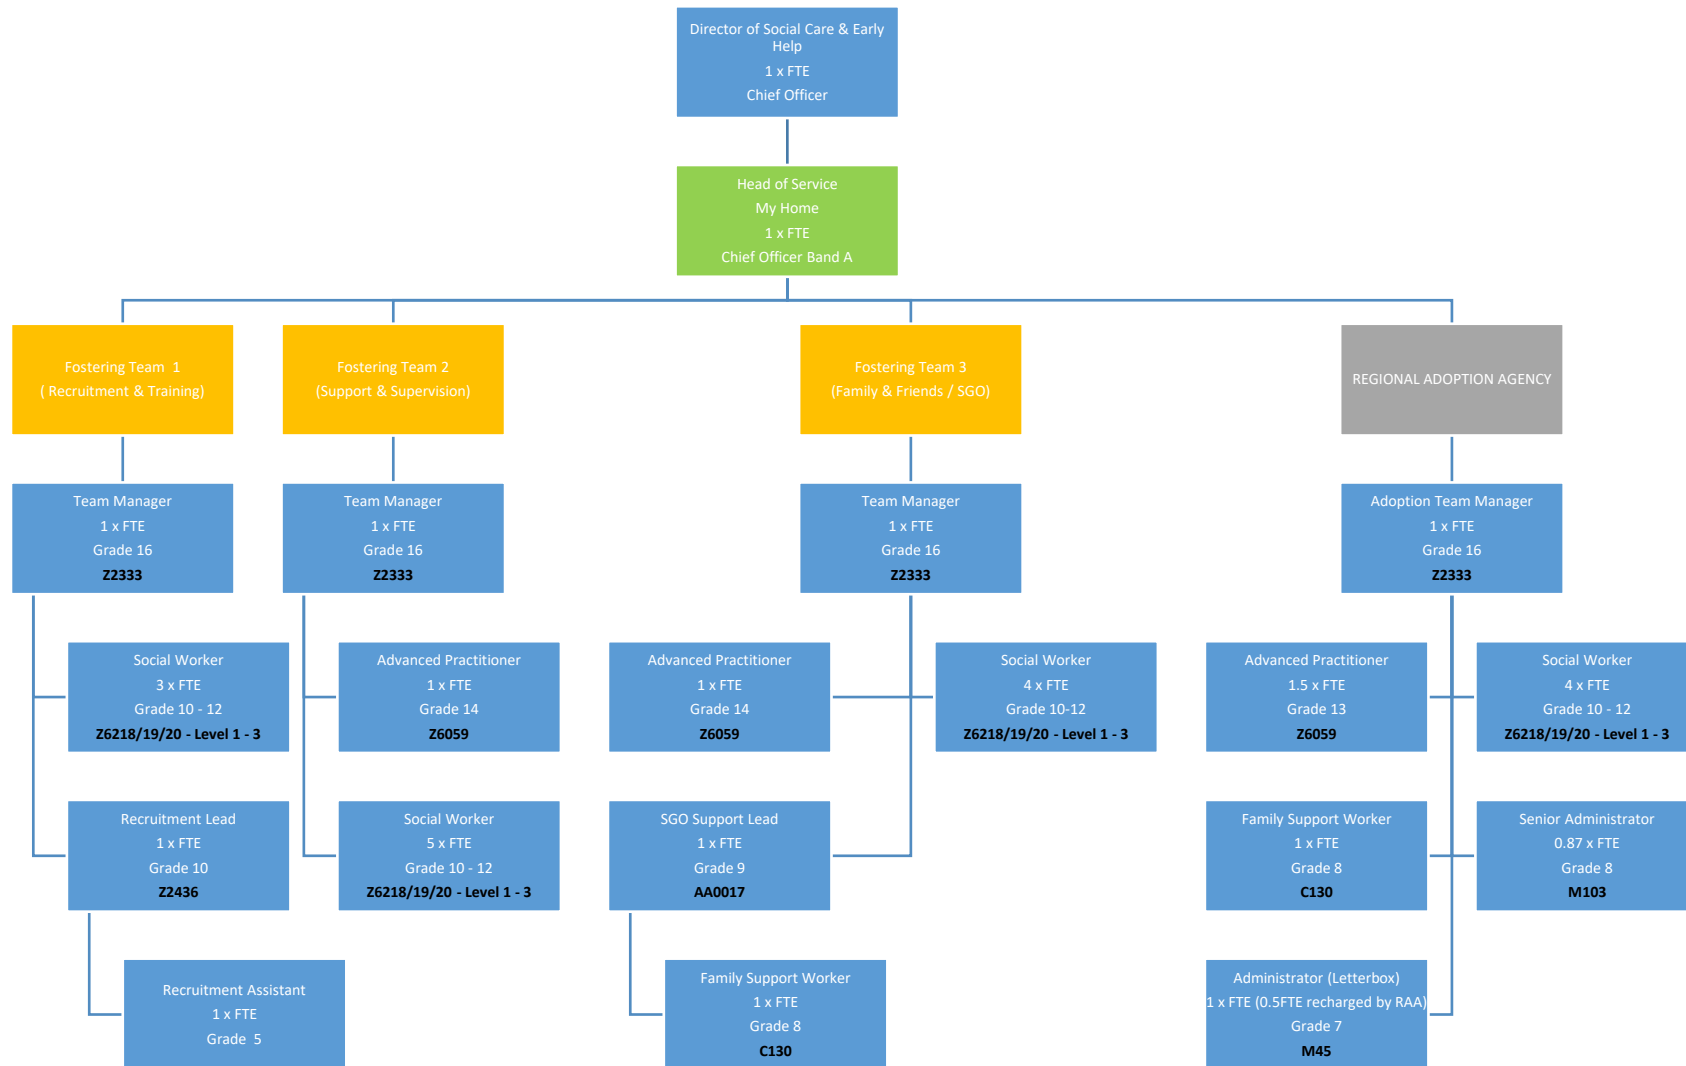 Director of Social Care & Early
Help
1 x FTE
Chief Officer
Head of Service
My Home
1 x FTE
Chief Officer Band A
Fostering Team 1
( Recruitment & Training)
Fostering Team 2
(Support & Supervision)
Fostering Team 3
(Family & Friends / SGO)
REGIONAL ADOPTION AGENCY
Team Manager
1 x FTE
Grade 16
Z2333
Team Manager
1 x FTE
Grade 16
Z2333
Team Manager
1 x FTE
Grade 16
Z2333
Adoption Team Manager
1 x FTE
Grade 16
Z2333
Social Worker
3 x FTE
Grade 10 - 12
Z6218/19/20 - Level 1 - 3
Advanced Practitioner
1 x FTE
Grade 14
Z6059
Advanced Practitioner
1 x FTE
Grade 14
Z6059
Social Worker
4 x FTE
Grade 10-12
Z6218/19/20 - Level 1 - 3
Advanced Practitioner
1.5 x FTE
Grade 13
Z6059
Social Worker
4 x FTE
Grade 10 - 12
Z6218/19/20 - Level 1 - 3
Recruitment Lead
1 x FTE
Grade 10
Z2436
Social Worker
5 x FTE
Grade 10 - 12
Z6218/19/20 - Level 1 - 3
SGO Support Lead
1 x FTE
Grade 9
AA0017
Family Support Worker
1 x FTE
Grade 8
C130
Senior Administrator
0.87 x FTE
Grade 8
M103
Recruitment Assistant
1 x FTE
Grade 5
Family Support Worker
1 x FTE
Grade 8
C130
Administrator (Letterbox)
1 x FTE (0.5FTE recharged by RAA)
Grade 7
M45